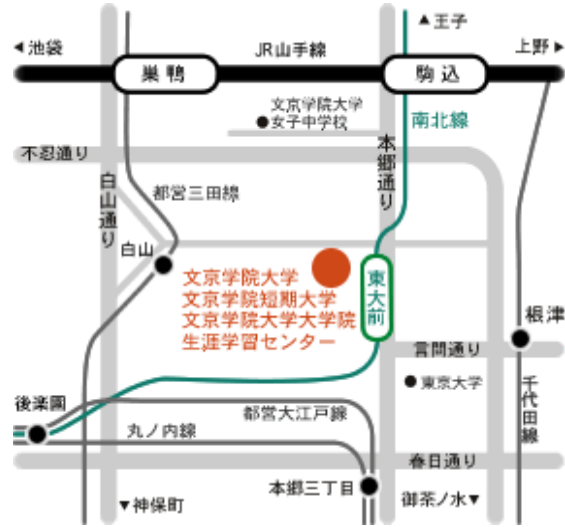 ▲王子
◀池袋
JR山手線
上野▶
巣鴨
駒込
文京学院大学
●女子中学校
南北線
不忍通り
本郷通り
白山通り
都営三田線
白山
文京学院大学
文京学院短期大学
文京学院大学大学院
生涯学習センター
東大前
根津
言問通り
●東京大学
千代田線
後楽園
都営大江戸線
丸ノ内線
春日通り
本郷三丁目
御茶ノ水▼
▼神保町